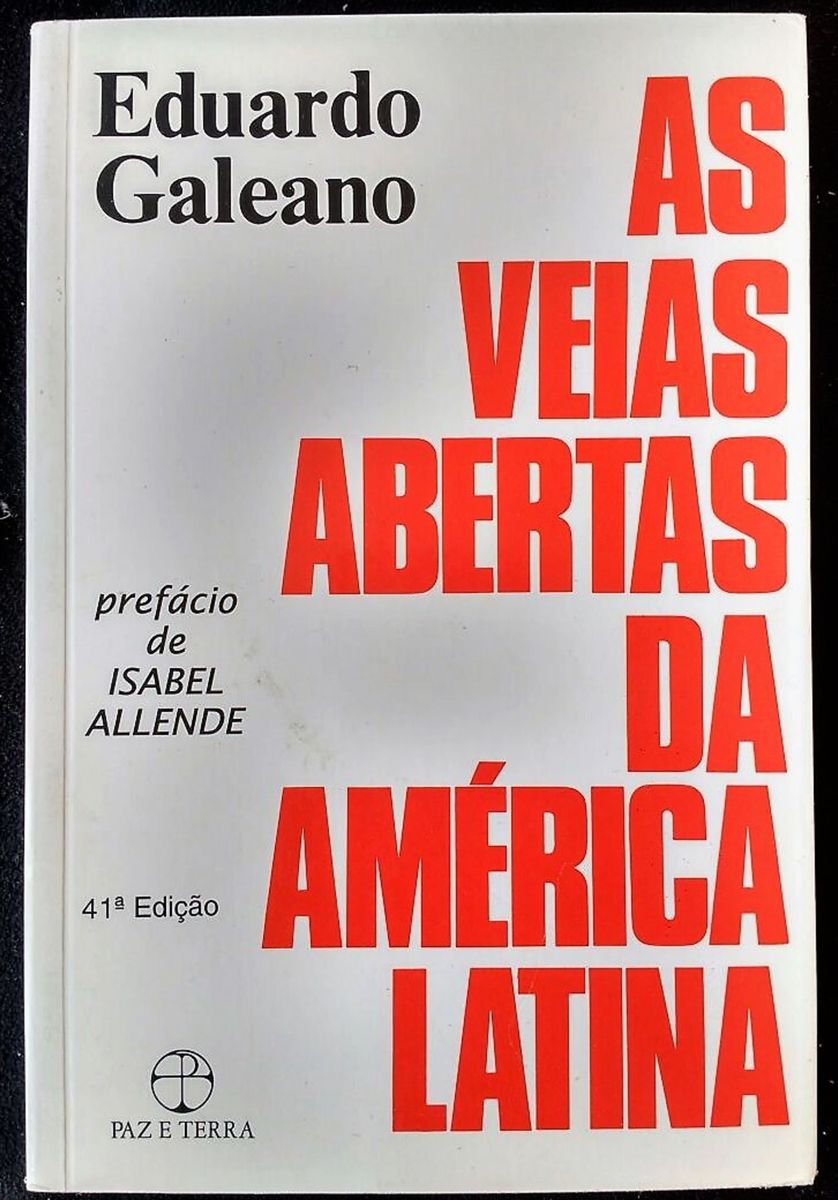 Eduardo
Galeano
AS
VEIAS
ABERTAS
DA
AMÉRICA
LATINA
prefácio
de
ISABEL
ALLENDE
41ª Edição
PAZ E TERRA